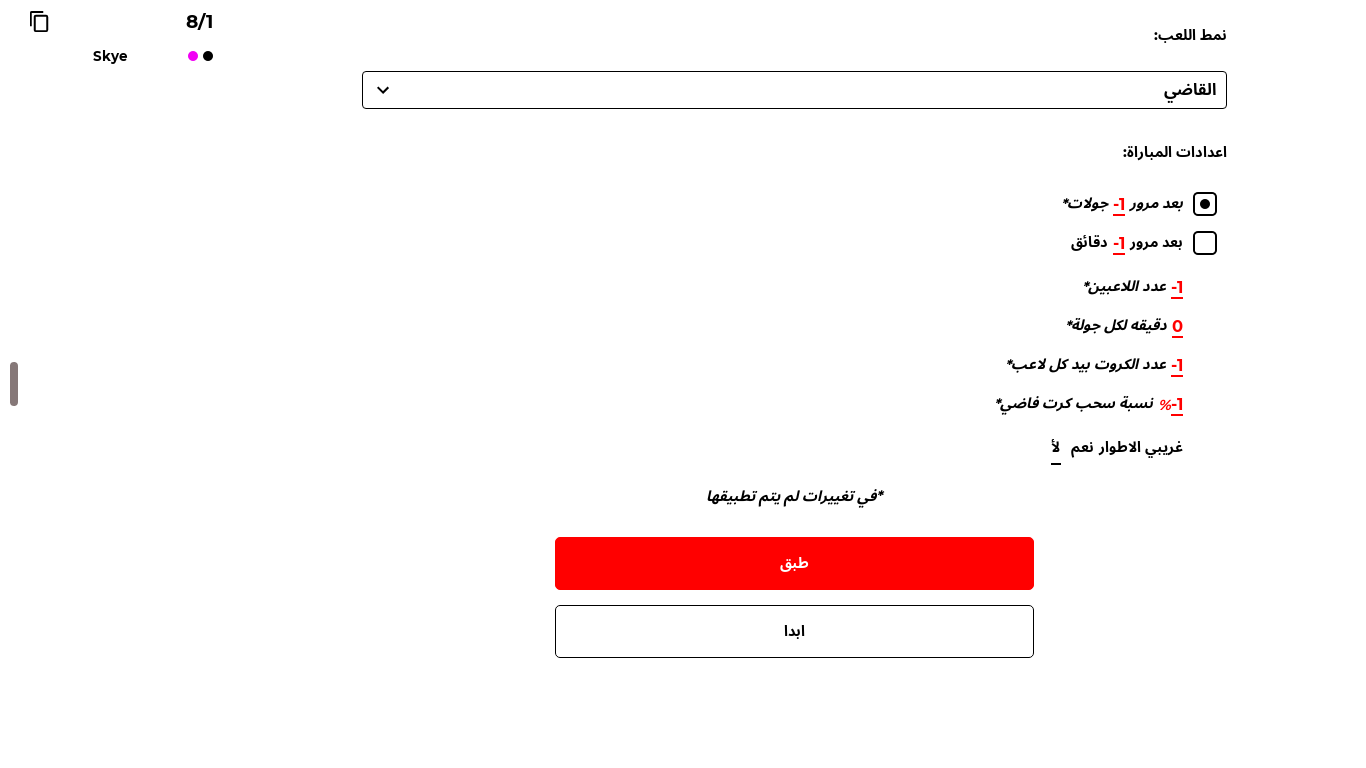 نمط اللعب:
القاضي
اعدادات المباراة:
بعد مرور -1 جولات*
بعد مرور -1 دقائق
-1 عدد اللاعبين*
0 دقيقه لكل جولة*
-1 عدد الكروت بيد كل لاعب*
-1% نسبة سحب كرت فاضي*
غريبي الاطوار نعم لأ
*في تغييرات لم يتم تطبيقها
طبق
ابدا
8/1
Skye